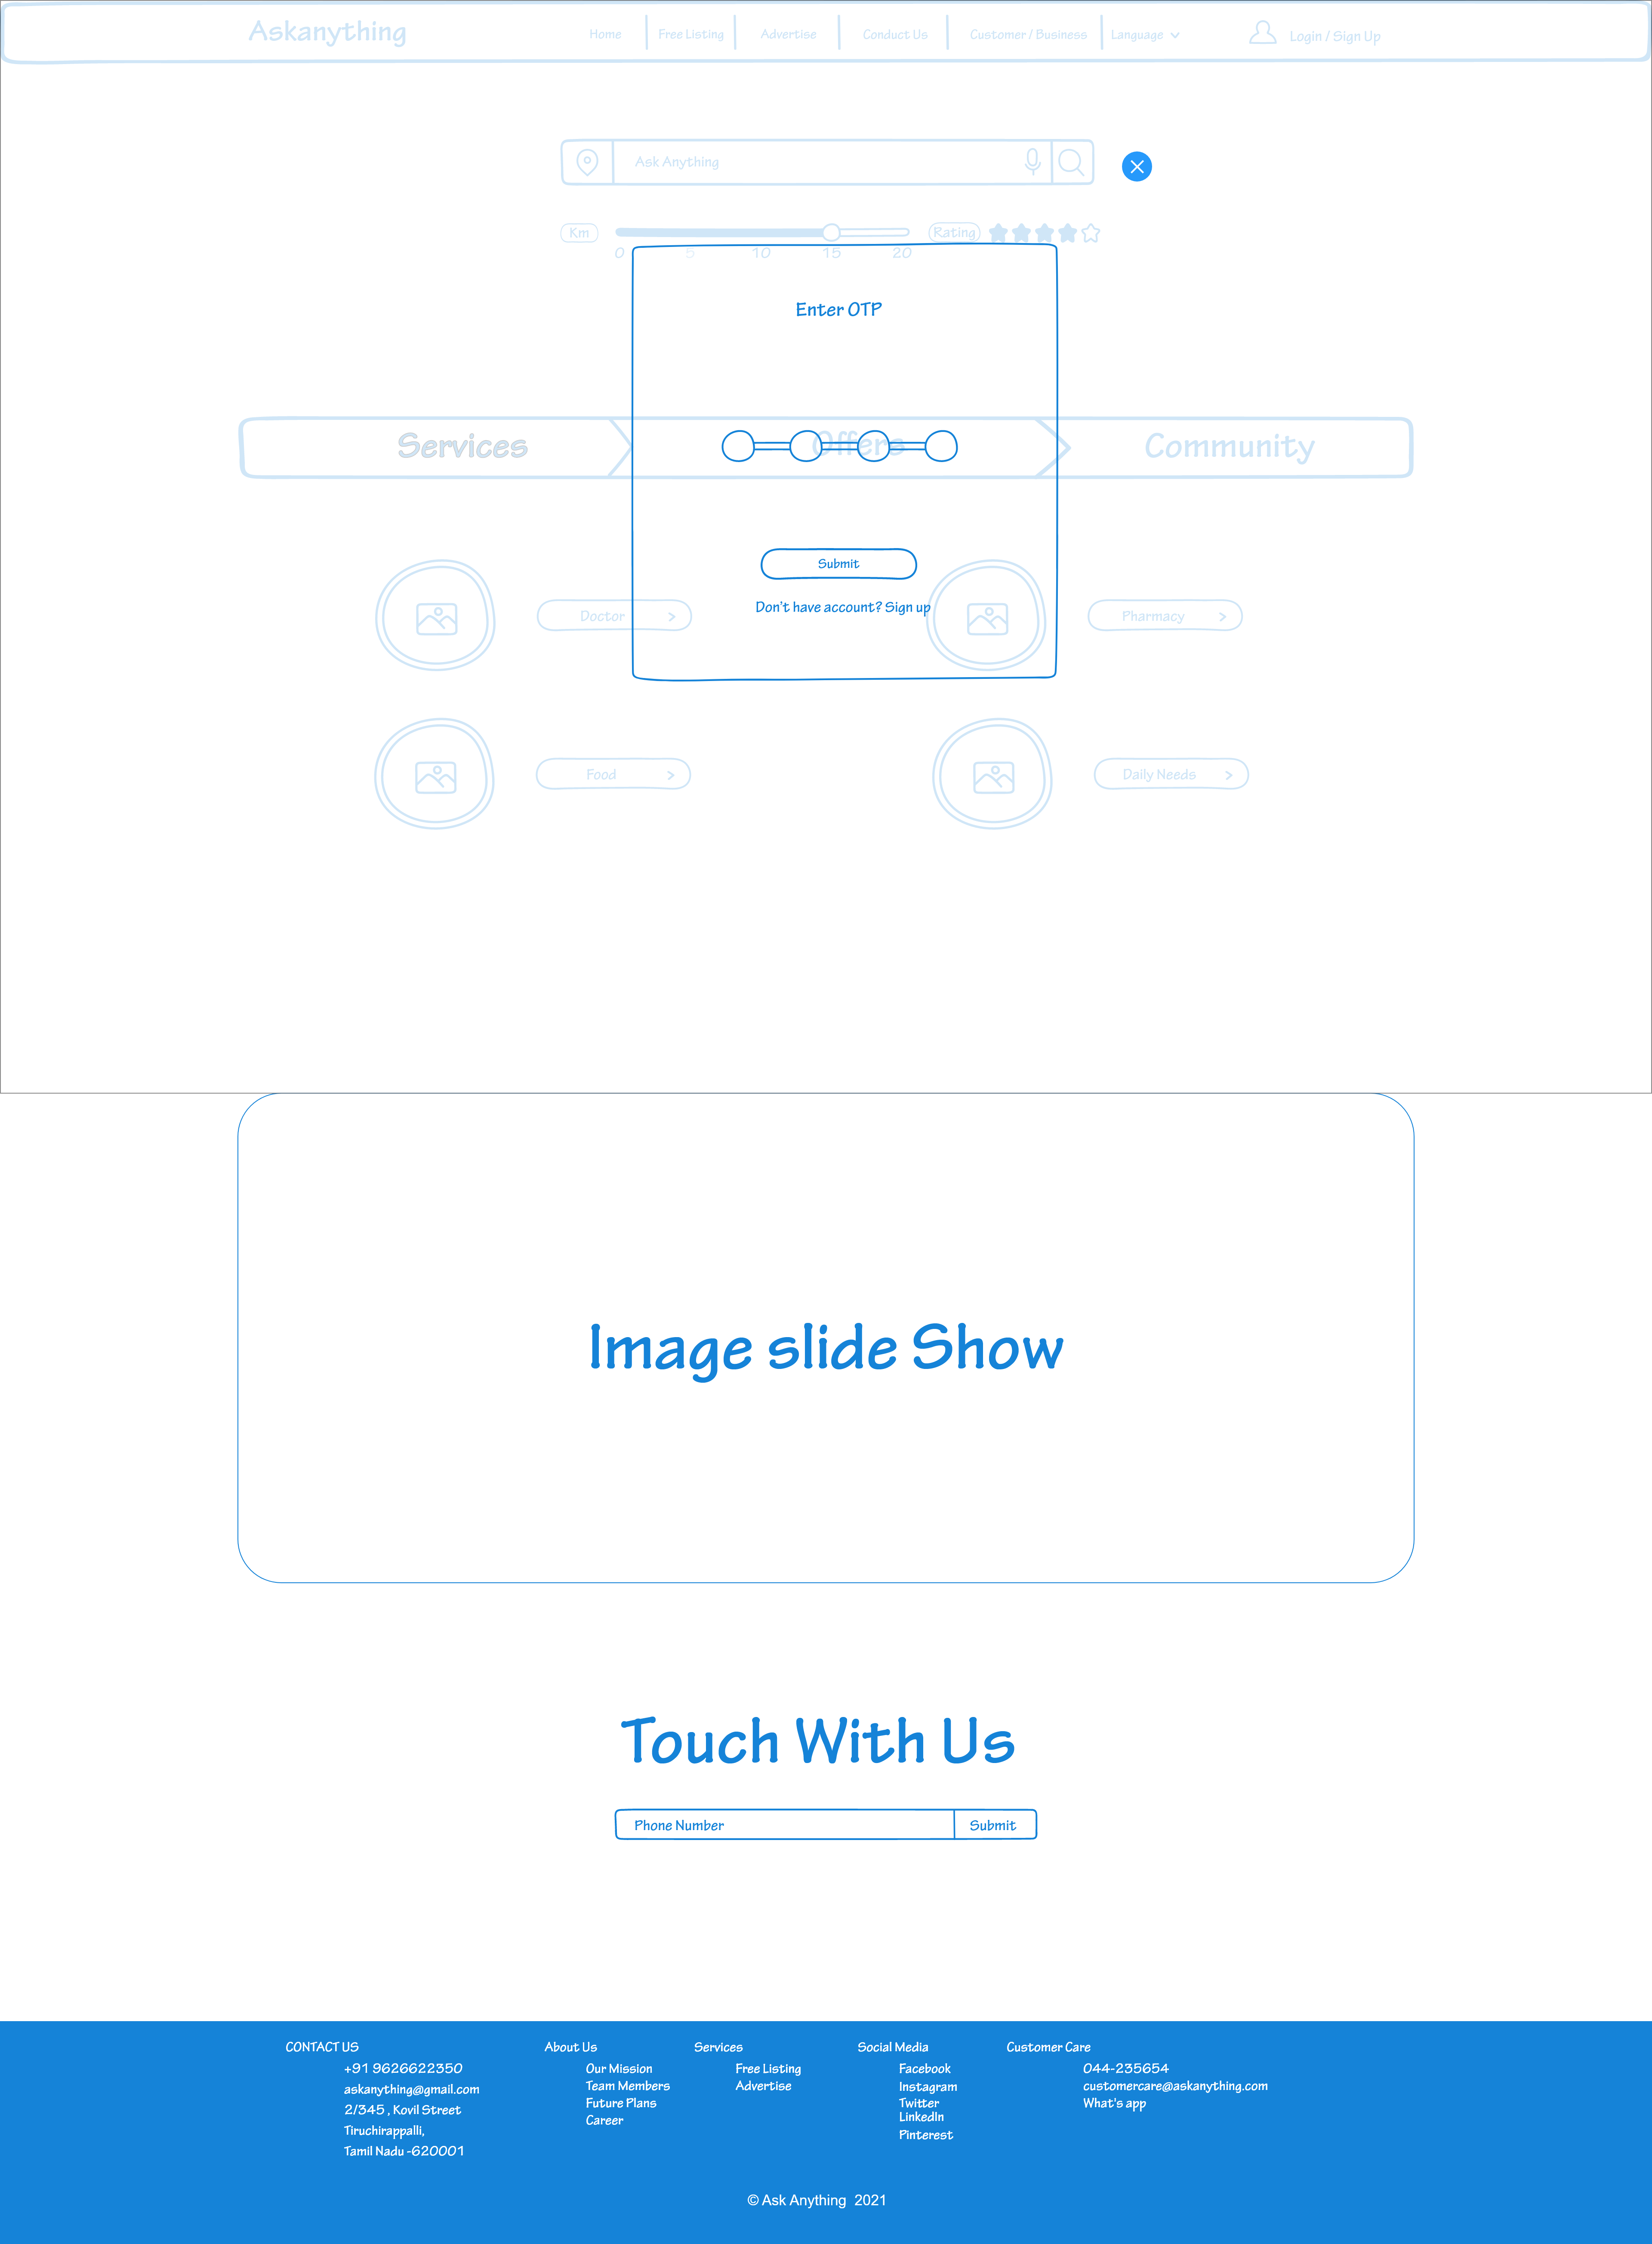 Askanything
Home Free Listing Advertise Conduct Us Customer / Business Language Login / Sign Up
Ask Anything
Km Rating
0 5 10 15 20
Enter OTP
Services Offers Community
Submit
Don't have account? Sign up
Doctor Pharmacy
Food Daily Needs
Image slide Show
Touch With Us
Phone Number Submit
CONTACT US
+91 9626622350
askanything@gmail.com
2/345 , Kovil Street
Tiruchirappalli,
Tamil Nadu -620001
About Us
Our Mission
Team Members
Future Plans
Career
Services
Free Listing
Advertise
Social Media
Facebook
Instagram
Twitter
LinkedIn
Pinterest
Customer Care
044-235654
customercare@askanything.com
What's app
© Ask Anything 2021